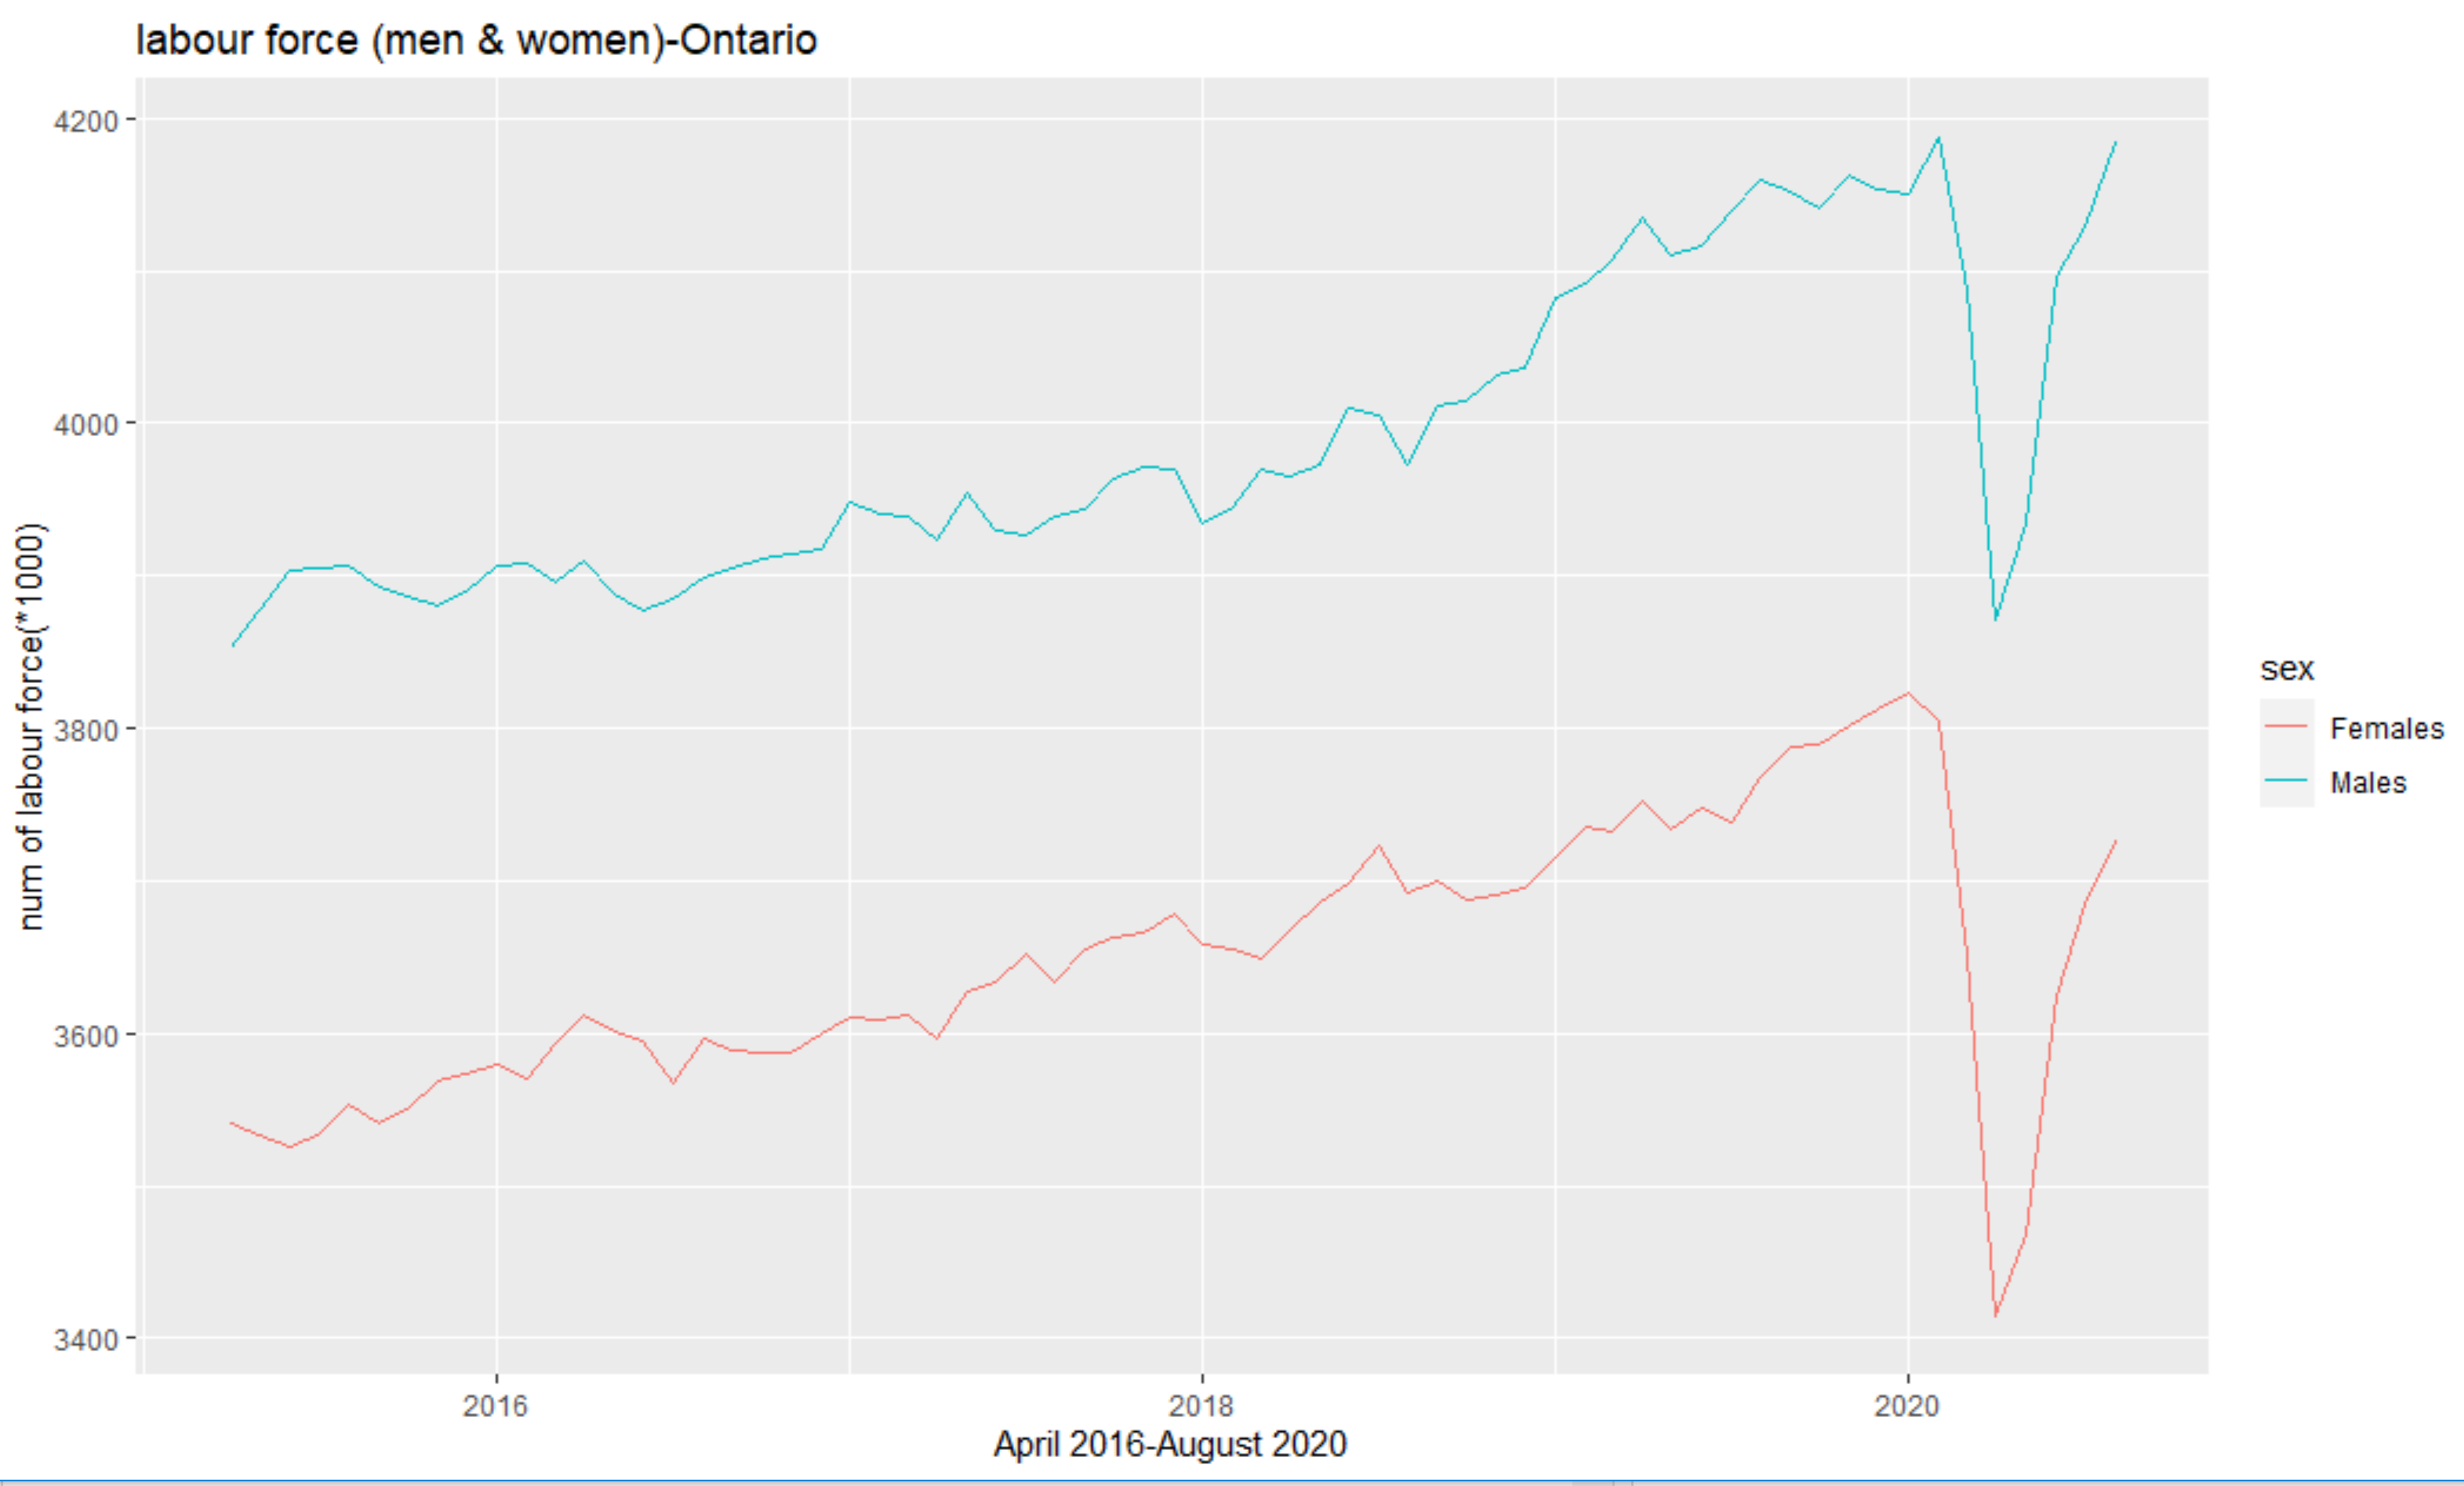 labour force (men & women)-Ontario
4200
4000
3800
3600
3400
num of labour force(*1000)
2016
2018
2020
April 2016-August 2020
sex
Females
Males